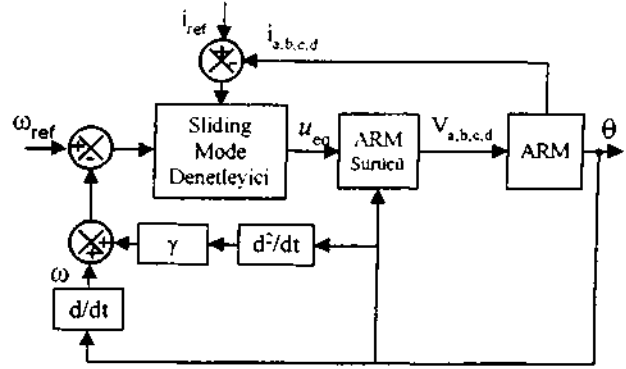 i_ref
i_a,b,c,d
ω_ref
Sliding
Mode
Denetleyici
u_eq
ARM
Sürücü
V_a,b,c,d
ARM
θ
γ
d²/dt
ω
d/dt